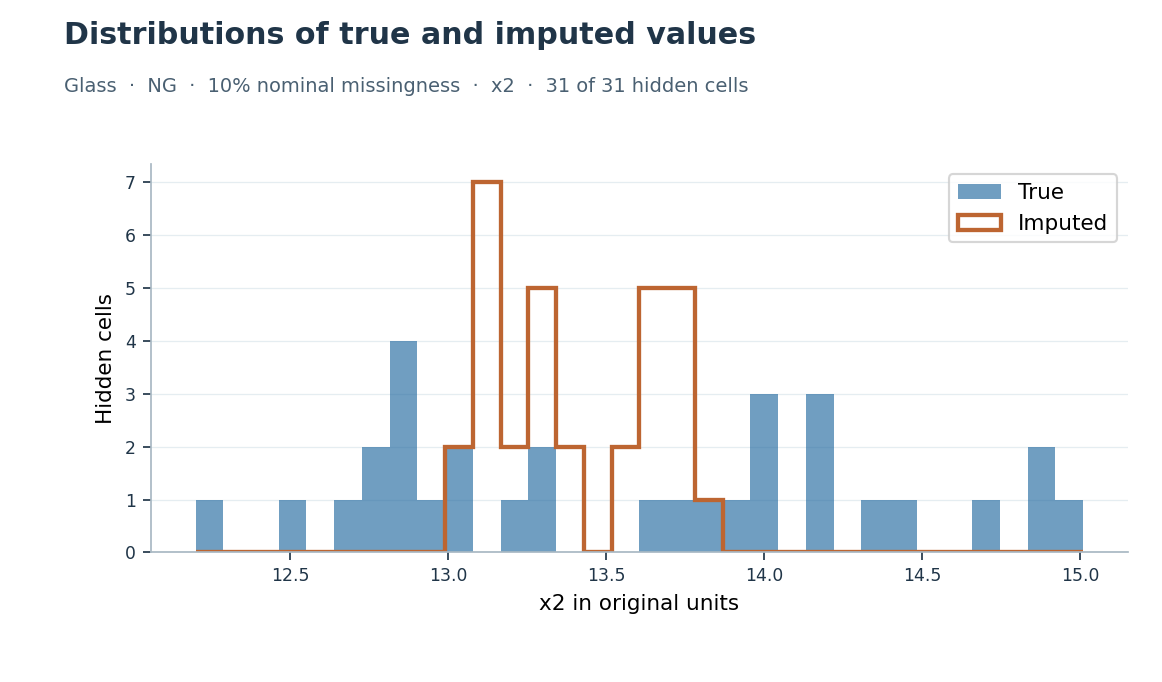 Distributions of true and imputed values
Glass · NG · 10% nominal missingness · x2 · 31 of 31 hidden cells
True
Imputed
Hidden cells
7
6
5
4
3
2
1
0
12.5 13.0 13.5 14.0 14.5 15.0
x2 in original units